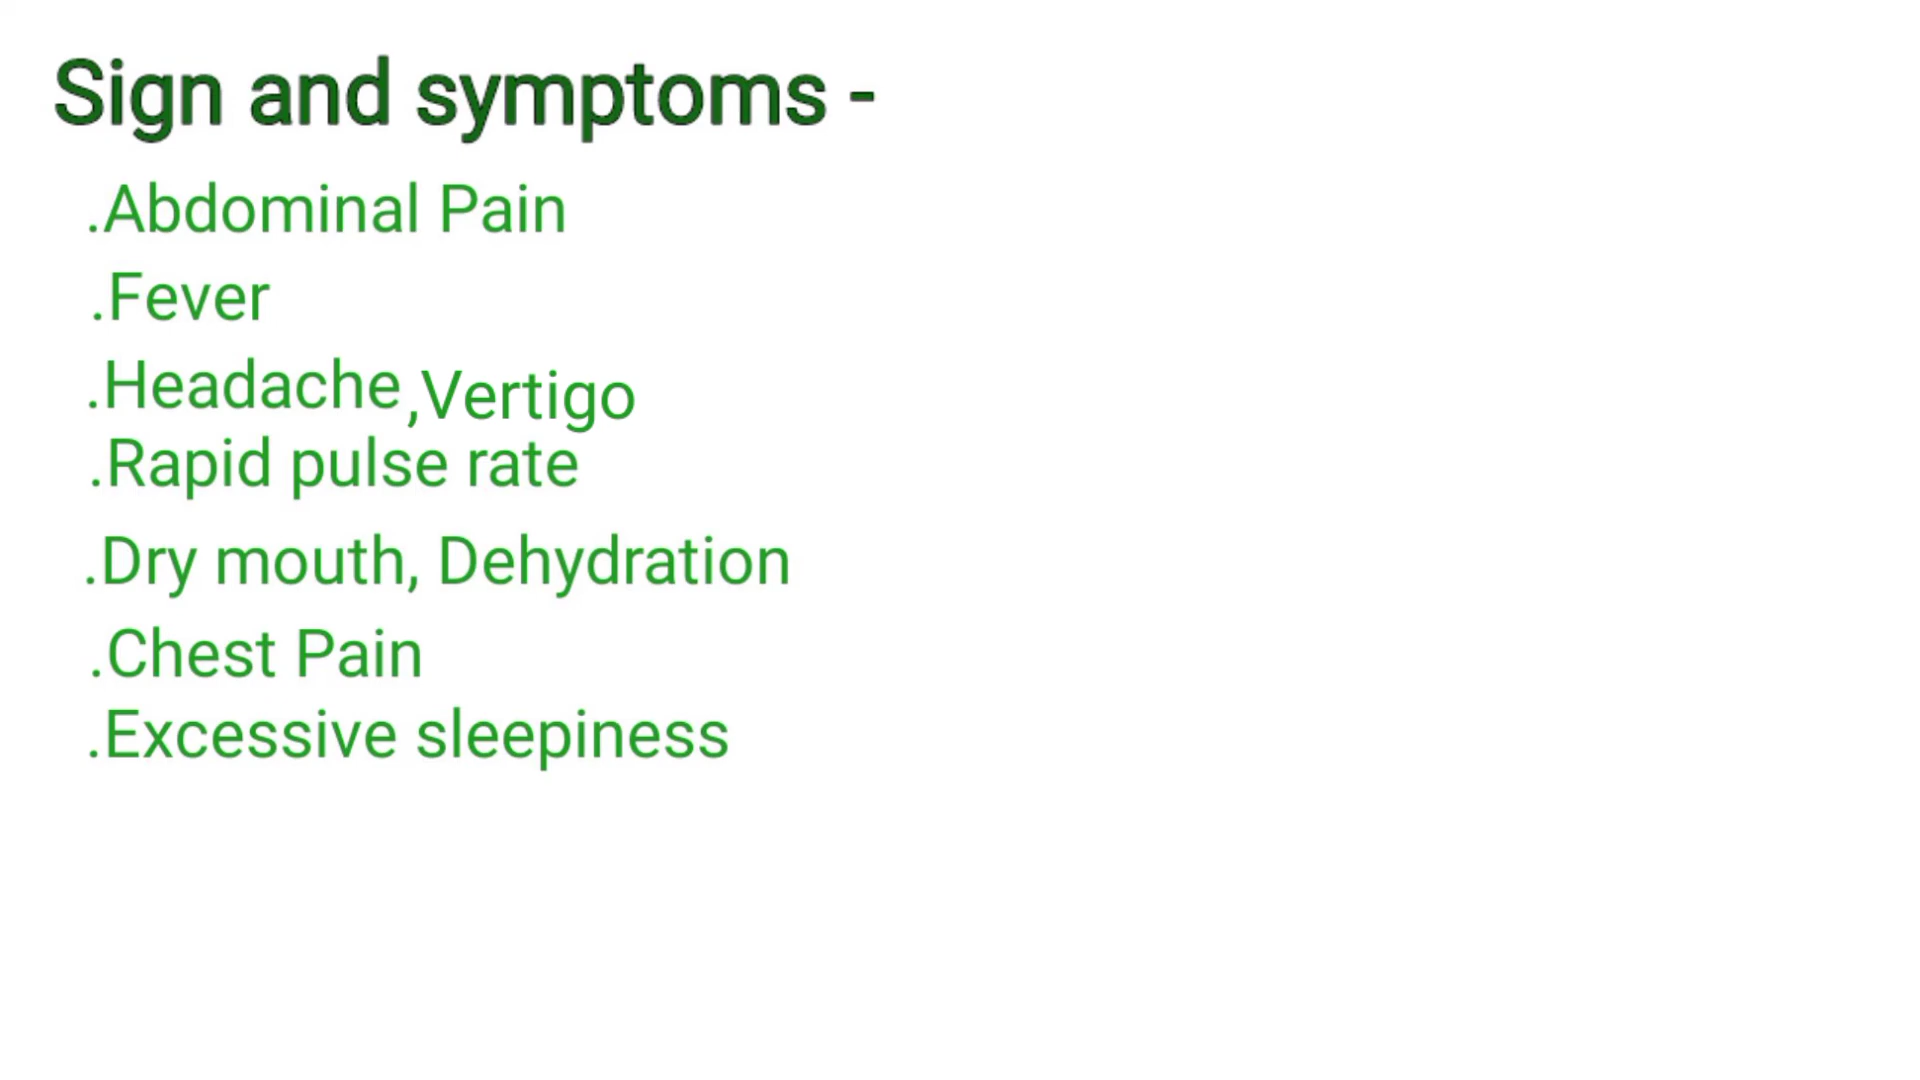 Sign and symptoms -
.Abdominal Pain
.Fever
.Headache,Vertigo
.Rapid pulse rate
.Dry mouth, Dehydration
.Chest Pain
.Excessive sleepiness